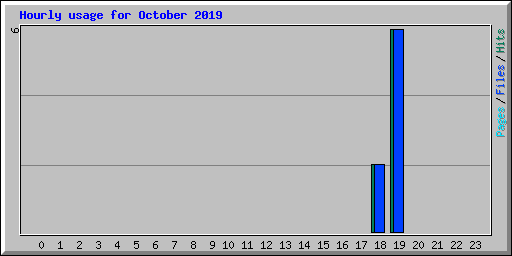 Hourly usage for October 2019
6
Pages/Files/Hits
0 1 2 3 4 5 6 7 8 9 10 11 12 13 14 15 16 17 18 19 20 21 22 23